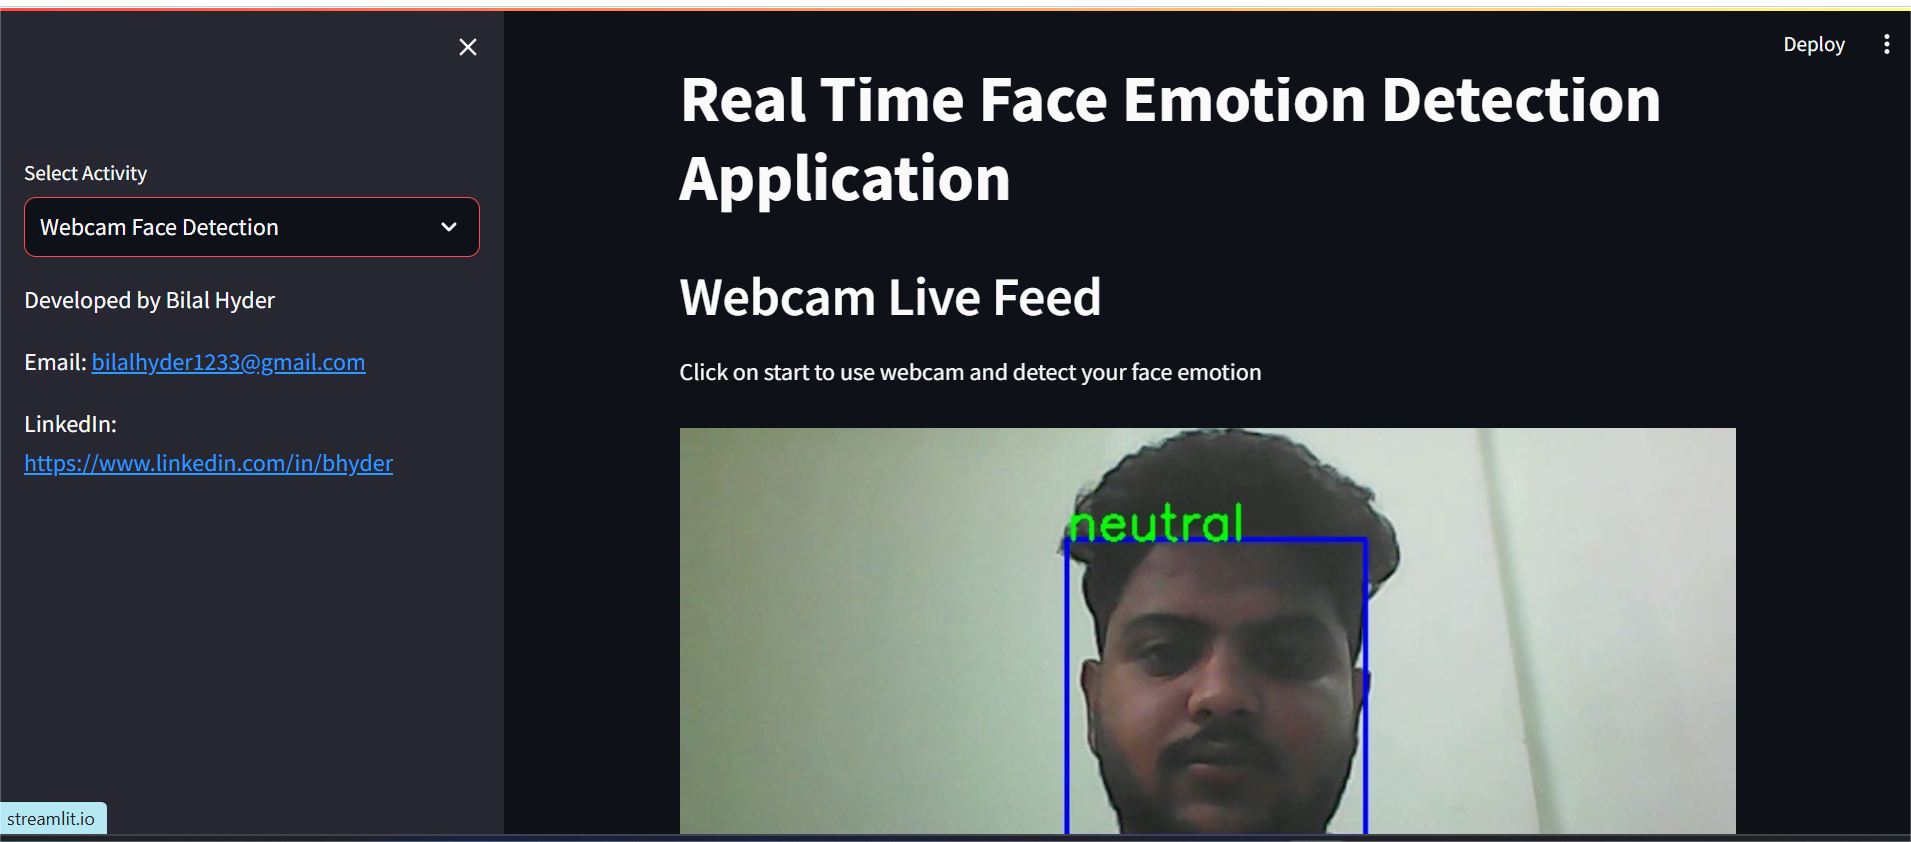 Deploy
Select Activity
Webcam Face Detection
Developed by Bilal Hyder
Email: bilalhyder1233@gmail.com
LinkedIn:
https://www.linkedin.com/in/bhyder
streamlit.io
Real Time Face Emotion Detection
Application
Webcam Live Feed
Click on start to use webcam and detect your face emotion
neutral